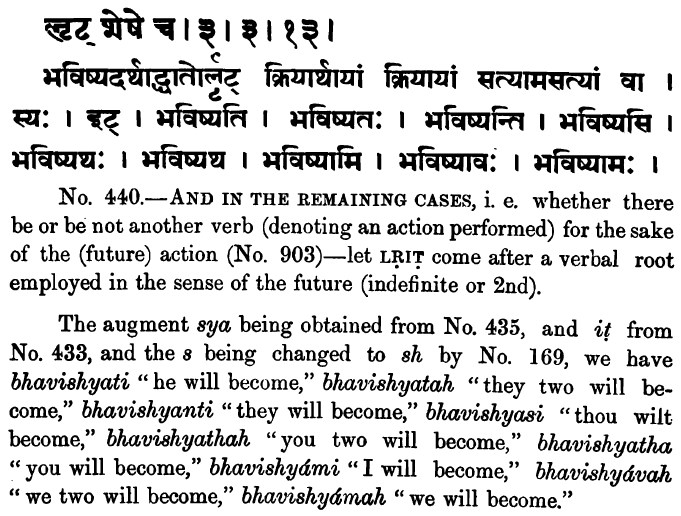 लृट् शेषे च । ३ । ३ । १३ ।
भविष्यदर्थाद्धातोर्लृट् क्रियार्थायां क्रियायां सत्यामसत्यां वा ।
स्यः । इट् । भविष्यति । भविष्यतः । भविष्यन्ति । भविष्यसि ।
भविष्यथः । भविष्यथ । भविष्यामि । भविष्यावः । भविष्यामः ।
No. 440.—AND IN THE REMAINING CASES, i. e. whether there
be or be not another verb (denoting an action performed) for the sake
of the (future) action (No. 903)—let LṚIṬ come after a verbal root
employed in the sense of the future (indefinite or 2nd).
The augment sya being obtained from No. 435, and iṭ from
No. 433, and the s being changed to sh by No. 169, we have
bhavishyati “he will become,” bhavishyatah “they two will be-
come,” bhavishyanti “they will become,” bhavishyasi “thou wilt
become,” bhavishyathah “you two will become,” bhavishyatha
“you will become,” bhavishyámi “I will become,” bhavishyávah
“we two will become,” bhavishyámah “we will become.”